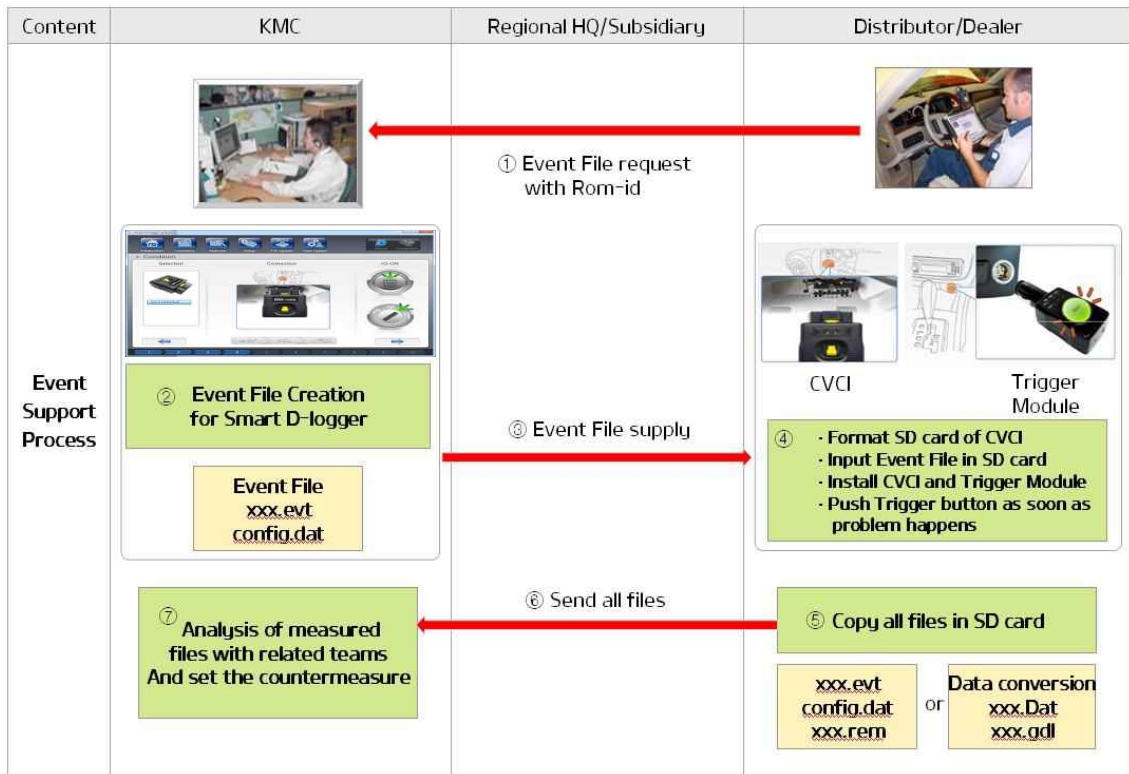 Content
KMC
Regional HQ/Subsidiary
Distributor/Dealer
① Event File request
with Rom-id
Event
Support
Process
Condition
Selected
Connection
IG-ON
CVCI
Trigger
Module
② Event File Creation
for Smart D-logger
Event File
xxx.evt
config.dat
③ Event File supply
④ · Format SD card of CVCI
· Input Event File in SD card
· Install CVCI and Trigger Module
· Push Trigger button as soon as
problem happens
⑤ Copy all files in SD card
xxx.evt
config.dat
xxx.rem
or
Data conversion
xxx.Dat
xxx.gdl
⑥ Send all files
⑦ Analysis of measured
files with related teams
And set the countermeasure